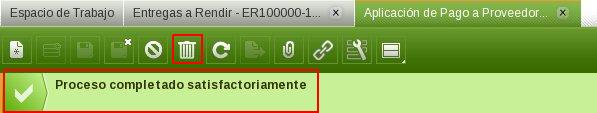 Espacio de Trabajo
Entregas a Rendir - ER100000-1...
Aplicación de Pago a Proveedor...
Proceso completado satisfactoriamente